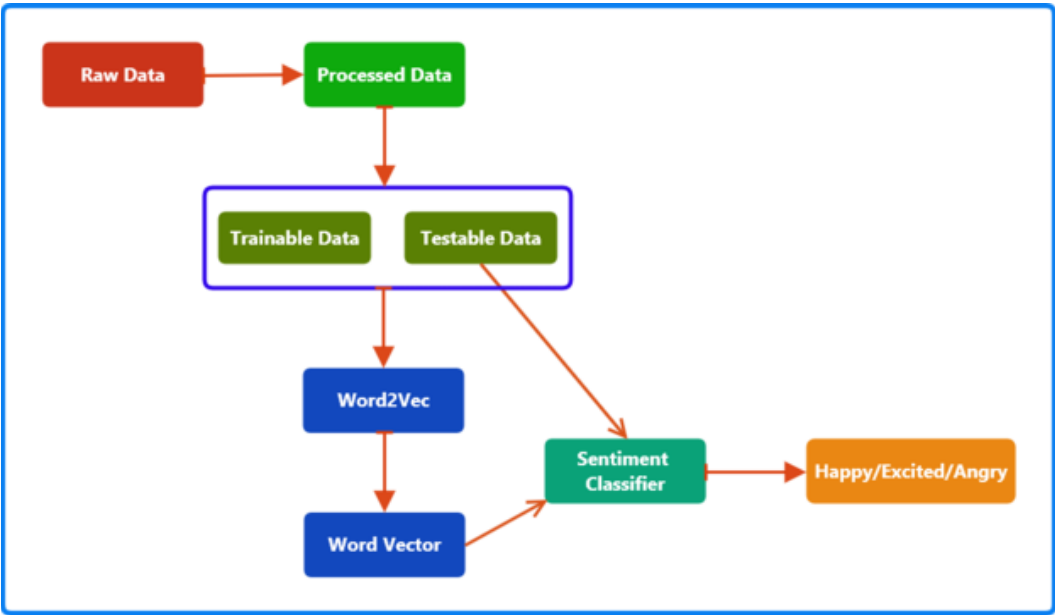 Raw Data
Processed Data
Trainable Data
Testable Data
Word2Vec
Sentiment
Classifier
Happy/Excited/Angry
Word Vector